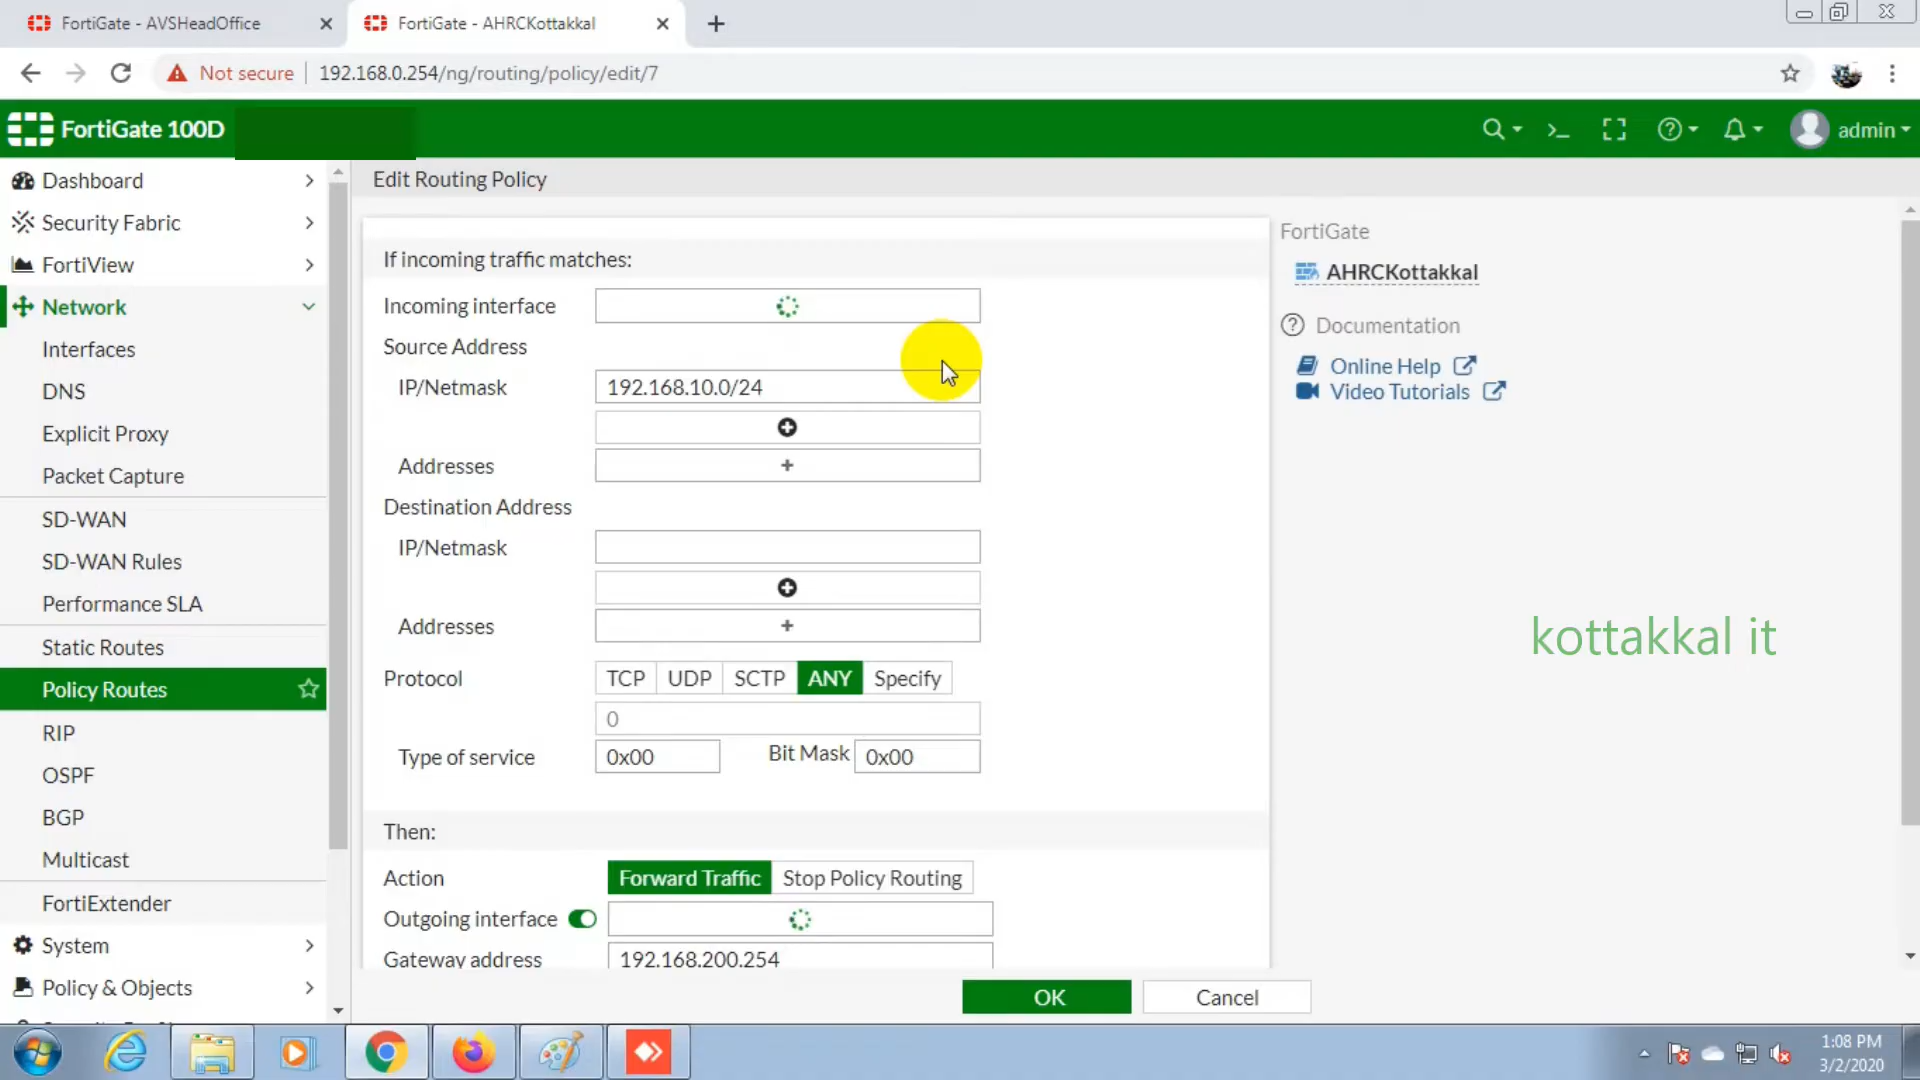 FortiGate - AVSHeadOffice
FortiGate - AHRCKottakkal
Not secure
192.168.0.254/ng/routing/policy/edit/7
FortiGate 100D
admin
Dashboard
Security Fabric
FortiView
Network
Interfaces
DNS
Explicit Proxy
Packet Capture
SD-WAN
SD-WAN Rules
Performance SLA
Static Routes
Policy Routes
RIP
OSPF
BGP
Multicast
FortiExtender
System
Policy & Objects
Edit Routing Policy
If incoming traffic matches:
Incoming interface
Source Address
IP/Netmask 192.168.10.0/24
Addresses
Destination Address
IP/Netmask
Addresses
Protocol TCP UDP SCTP ANY Specify
0
Type of service 0x00 Bit Mask 0x00
Then:
Action Forward Traffic Stop Policy Routing
Outgoing interface
Gateway address 192.168.200.254
OK Cancel
FortiGate
AHRCKottakkal
Documentation
Online Help
Video Tutorials
kottakkal it
1:08 PM
3/2/2020